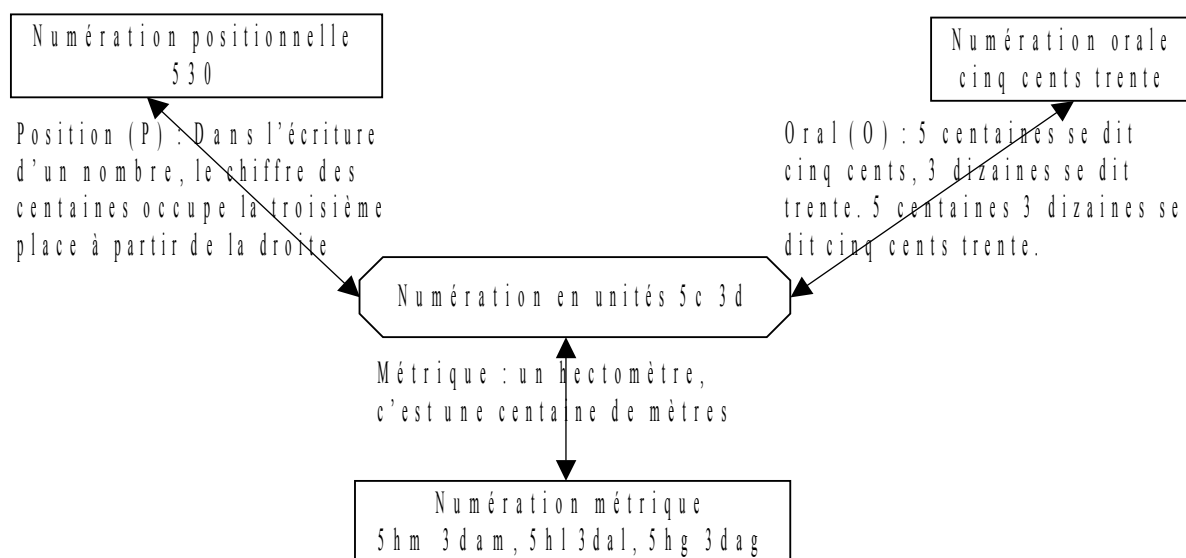 Numération positionnelle
530
Numération orale
cinq cents trente
Position (P) : Dans l'écriture
d'un nombre, le chiffre des
centaines occupe la troisième
place à partir de la droite
Oral (O) : 5 centaines se dit
cinq cents, 3 dizaines se dit
trente. 5 centaines 3 dizaines se
dit cinq cents trente.
Numération en unités 5c 3d
Métrique : un hectomètre,
c'est une centaine de mètres
Numération métrique
5hm 3dam, 5hl 3dal, 5hg 3dag